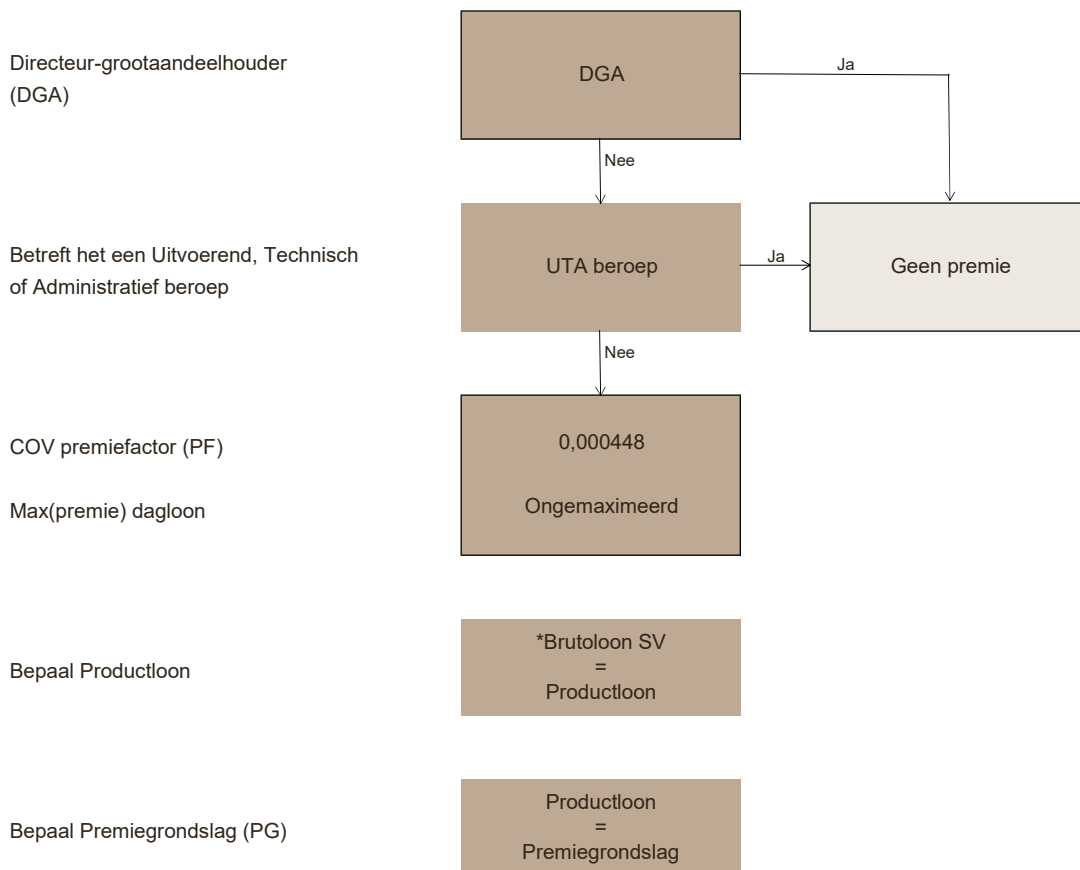 Directeur-grootaandeelhouder
(DGA)
DGA
Ja
Nee
Betreft het een Uitvoerend, Technisch
of Administratief beroep
UTA beroep
Ja
Geen premie
Nee
COV premiefactor (PF)
0,000448
Max(premie) dagloon
Ongemaximeerd
Bepaal Productloon
*Brutoloon SV
=
Productloon
Bepaal Premiegrondslag (PG)
Productloon
=
Premiegrondslag